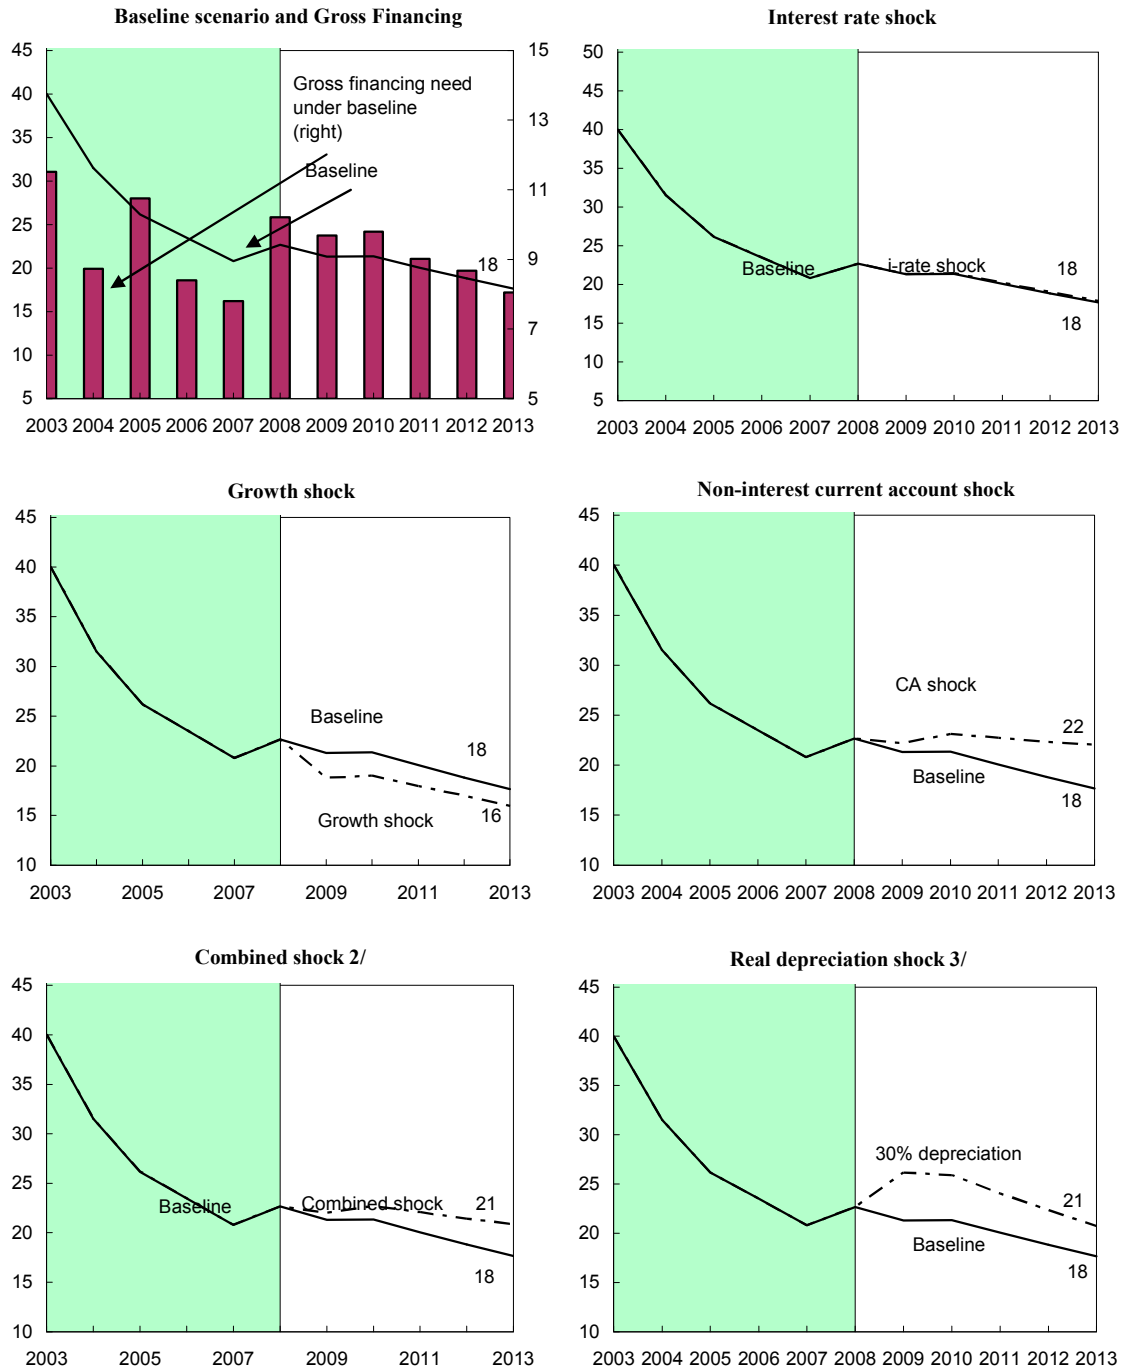 Baseline scenario and Gross Financing
45
40
35
30
25
20
15
10
5
15
13
11
9
7
5
Gross financing need
under baseline
(right)
Baseline
18
2003 2004 2005 2006 2007 2008 2009 2010 2011 2012 2013
Interest rate shock
50
45
40
35
30
25
20
15
10
5
Baseline
i-rate shock
18
18
2003 2004 2005 2006 2007 2008 2009 2010 2011 2012 2013
Growth shock
45
40
35
30
25
20
15
10
Baseline
18
Growth shock
16
2003 2005 2007 2009 2011 2013
Non-interest current account shock
45
40
35
30
25
20
15
10
CA shock
22
Baseline
18
2003 2004 2005 2006 2007 2008 2009 2010 2011 2012 2013
Combined shock 2/
45
40
35
30
25
20
15
10
Baseline
Combined shock
21
18
2003 2005 2007 2009 2011 2013
Real depreciation shock 3/
45
40
35
30
25
20
15
10
30% depreciation
21
Baseline
18
2003 2004 2005 2006 2007 2008 2009 2010 2011 2012 2013